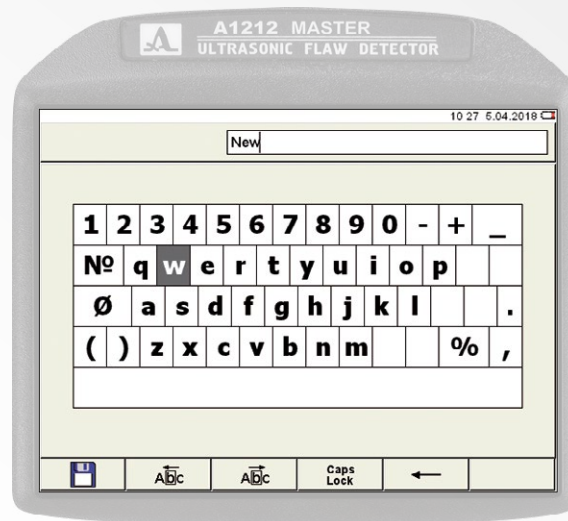 A1212 MASTER
ULTRASONIC FLAW DETECTOR
10 27 5.04.2018
New
1 2 3 4 5 6 7 8 9 0 - + _
№ q w e r t y u i o p
Ø a s d f g h j k l .
( ) z x c v b n m % ,
Abc Abc Caps Lock ←